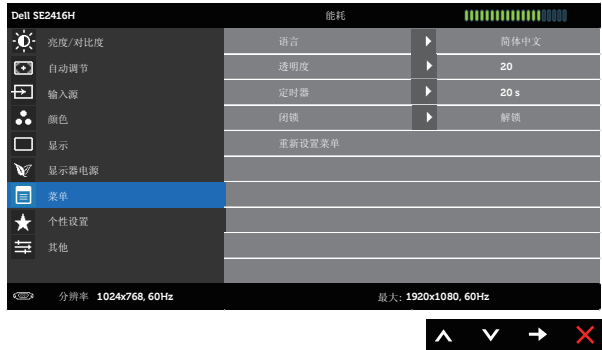 Dell SE2416H 能耗
亮度/对比度 语言 简体中文
自动调节 透明度 20
输入源 定时器 20 s
颜色 闭锁 解锁
显示 重新设置菜单
显示器电源
菜单
个性设置
其他
分辨率 1024x768, 60Hz 最大: 1920x1080, 60Hz